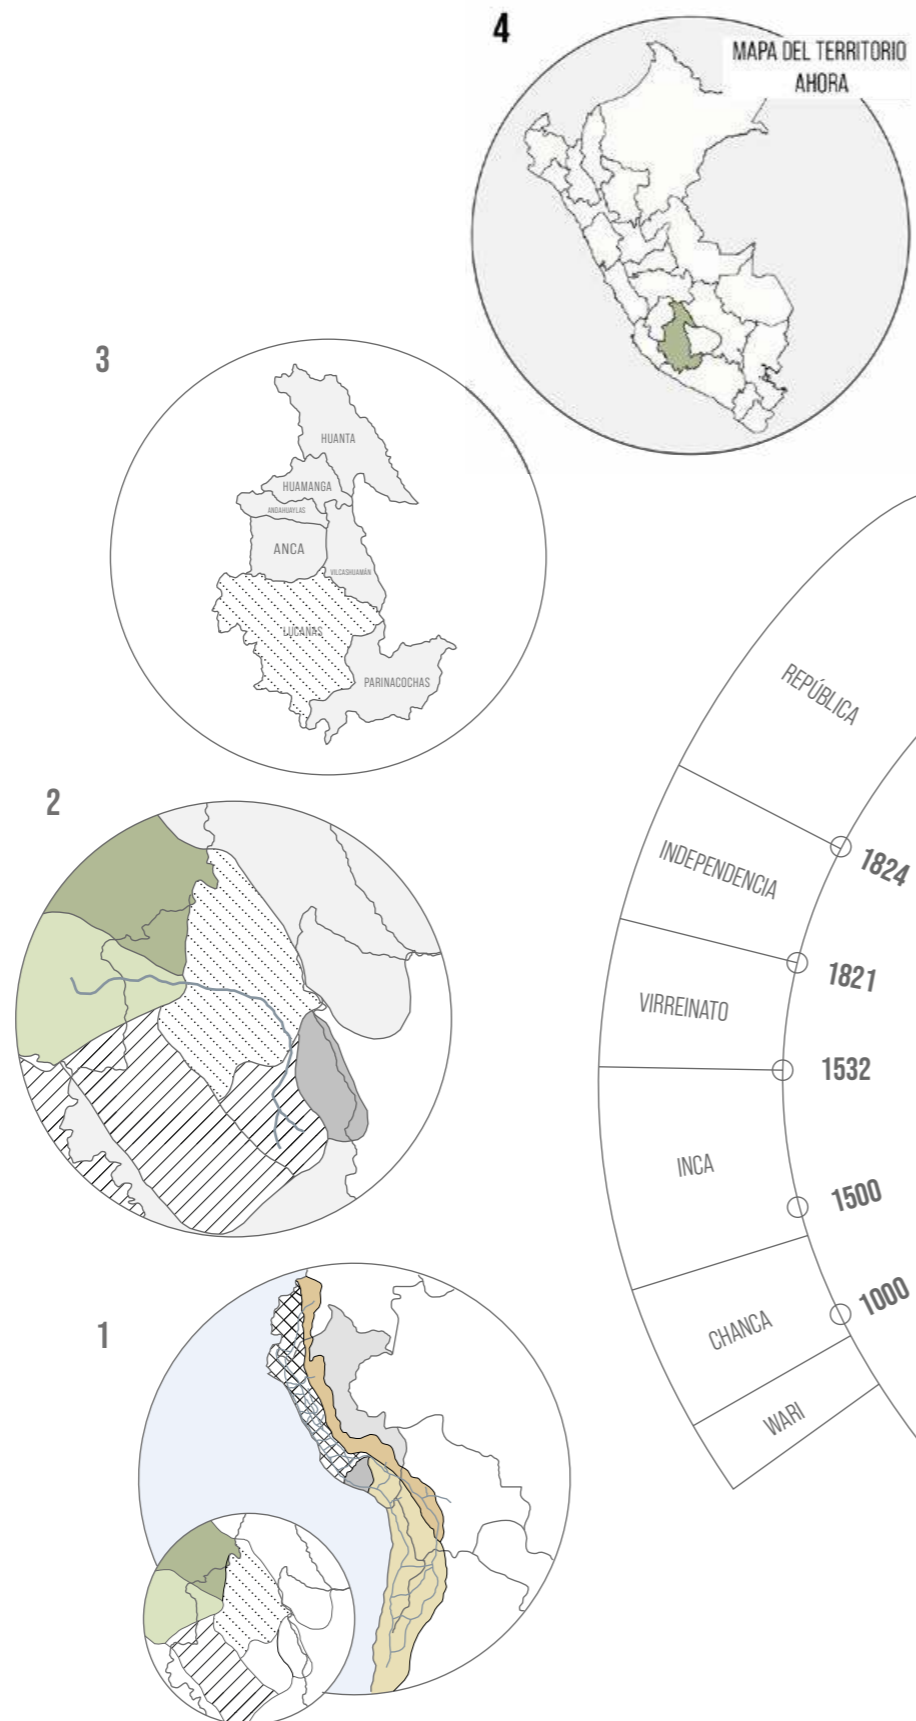 4
MAPA DEL TERRITORIO
AHORA
3
HUANTA
HUAMANGA
ANDAHUAYLAS
ANCA
VILCASHUAMÁN
LUCANAS
PARINACOCHAS
REPÚBLICA
2
INDEPENDENCIA
1824
VIRREINATO
1821
1532
INCA
1500
1
CHANCA
1000
WARI